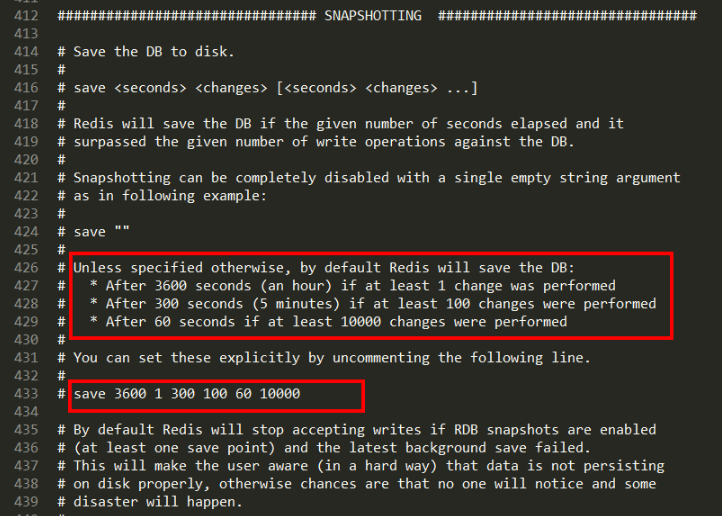 412 ################################ SNAPSHOTTING  ################################
413
414 # Save the DB to disk.
415 #
416 # save <seconds> <changes> [<seconds> <changes> ...]
417 #
418 # Redis will save the DB if the given number of seconds elapsed and it
419 # surpassed the given number of write operations against the DB.
420 #
421 # Snapshotting can be completely disabled with a single empty string argument
422 # as in following example:
423 #
424 # save ""
425 #
426 # Unless specified otherwise, by default Redis will save the DB:
427 #   * After 3600 seconds (an hour) if at least 1 change was performed
428 #   * After 300 seconds (5 minutes) if at least 100 changes were performed
429 #   * After 60 seconds if at least 10000 changes were performed
430 #
431 # You can set these explicitly by uncommenting the following line.
432 #
433 # save 3600 1 300 100 60 10000
434
435 # By default Redis will stop accepting writes if RDB snapshots are enabled
436 # (at least one save point) and the latest background save failed.
437 # This will make the user aware (in a hard way) that data is not persisting
438 # on disk properly, otherwise chances are that no one will notice and some
439 # disaster will happen.